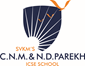 SVKM'S
C.N.M. & N.D. PAREKH
ICSE SCHOOL